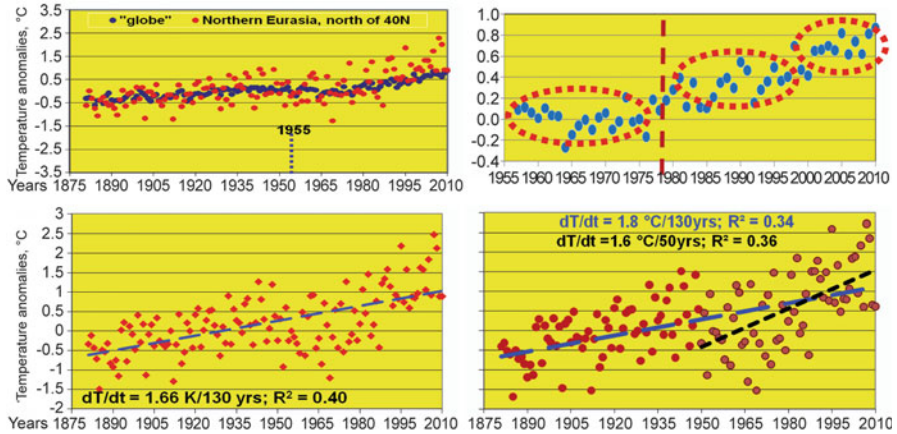 Temperature anomalies, °C
3.5
2.5
1.5
0.5
-0.5
-1.5
-2.5
-3.5
"globe" Northern Eurasia, north of 40N
1955
Years 1875 1890 1905 1920 1935 1950 1965 1980 1995 2010
1.0
0.8
0.6
0.4
0.2
0.0
-0.2
-0.4
1955 1960 1965 1970 1975 1980 1985 1990 1995 2000 2005 2010
Temperature anomalies, °C
3
2.5
2
1.5
1
0.5
0
-0.5
-1
-1.5
-2
dT/dt = 1.66 K/130 yrs; R² = 0.40
Years 1875 1890 1905 1920 1935 1950 1965 1980 1995 2010
dT/dt = 1.8 °C/130yrs; R² = 0.34
dT/dt = 1.6 °C/50yrs; R² = 0.36
1875 1890 1905 1920 1935 1950 1965 1980 1995 2010